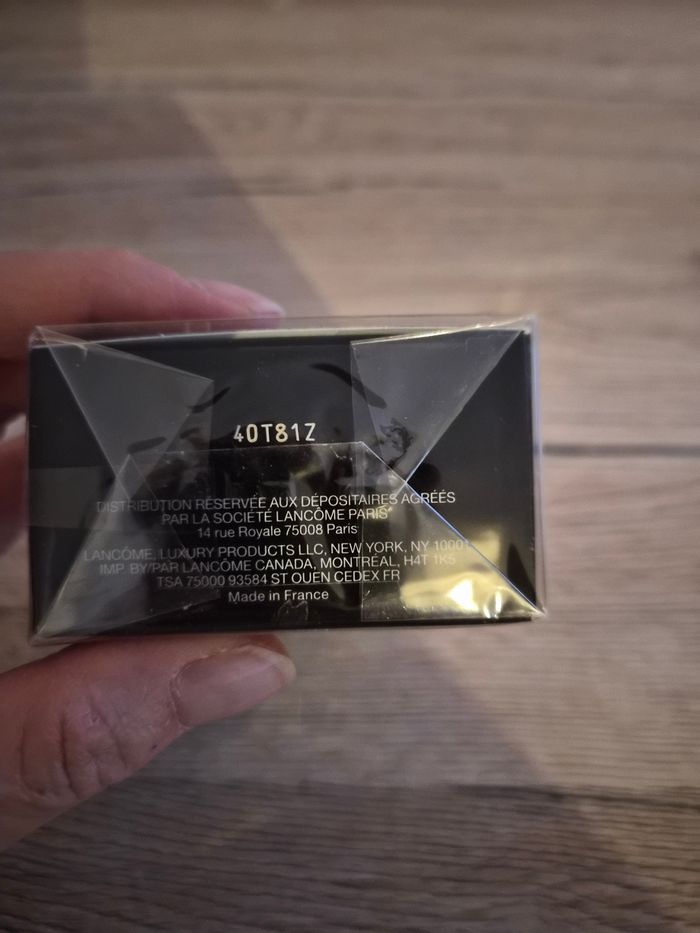 40T81Z
DISTRIBUTION RÉSERVÉE AUX DÉPOSITAIRES AGRÉÉS
PAR LA SOCIÉTÉ LANCÔME PARIS
14 rue Royale 75008 Paris
LANCÔME, LUXURY PRODUCTS LLC, NEW YORK, NY 10001
IMP. BY/PAR LANCÔME CANADA, MONTRÉAL, H4T 1K5
TSA 75000 93584 ST OUEN CEDEX FR
Made in France